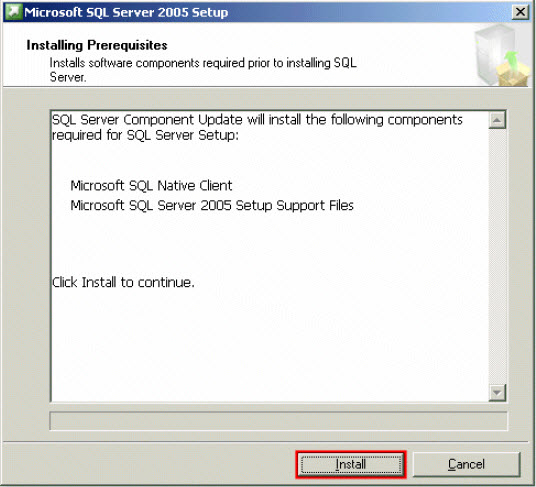 Microsoft SQL Server 2005 Setup
Installing Prerequisites
Installs software components required prior to installing SQL
Server.
SQL Server Component Update will install the following components
required for SQL Server Setup:
Microsoft SQL Native Client
Microsoft SQL Server 2005 Setup Support Files
Click Install to continue.
Install
Cancel